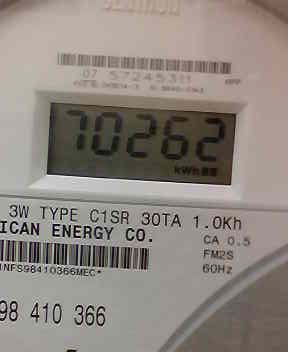 07 57245311
70262
kWh
3W TYPE C1SR 30TA 1.0Kh
ICAN ENERGY CO.
CA 0.5
FM2S
60Hz
NFS98410366MEC*
98 410 366